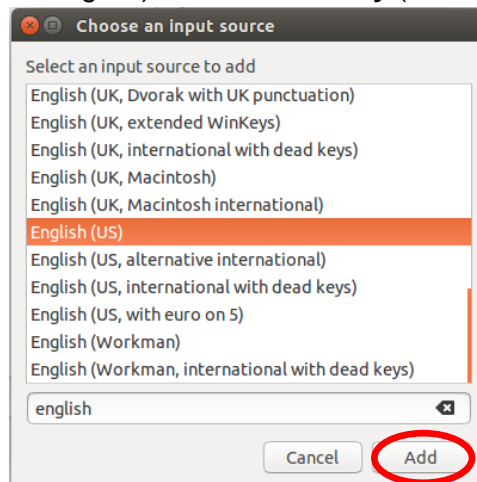 Choose an input source
Select an input source to add
English (UK, Dvorak with UK punctuation)
English (UK, extended WinKeys)
English (UK, international with dead keys)
English (UK, Macintosh)
English (UK, Macintosh international)
English (US)
English (US, alternative international)
English (US, international with dead keys)
English (US, with euro on 5)
English (Workman)
English (Workman, international with dead keys)
english
Cancel Add